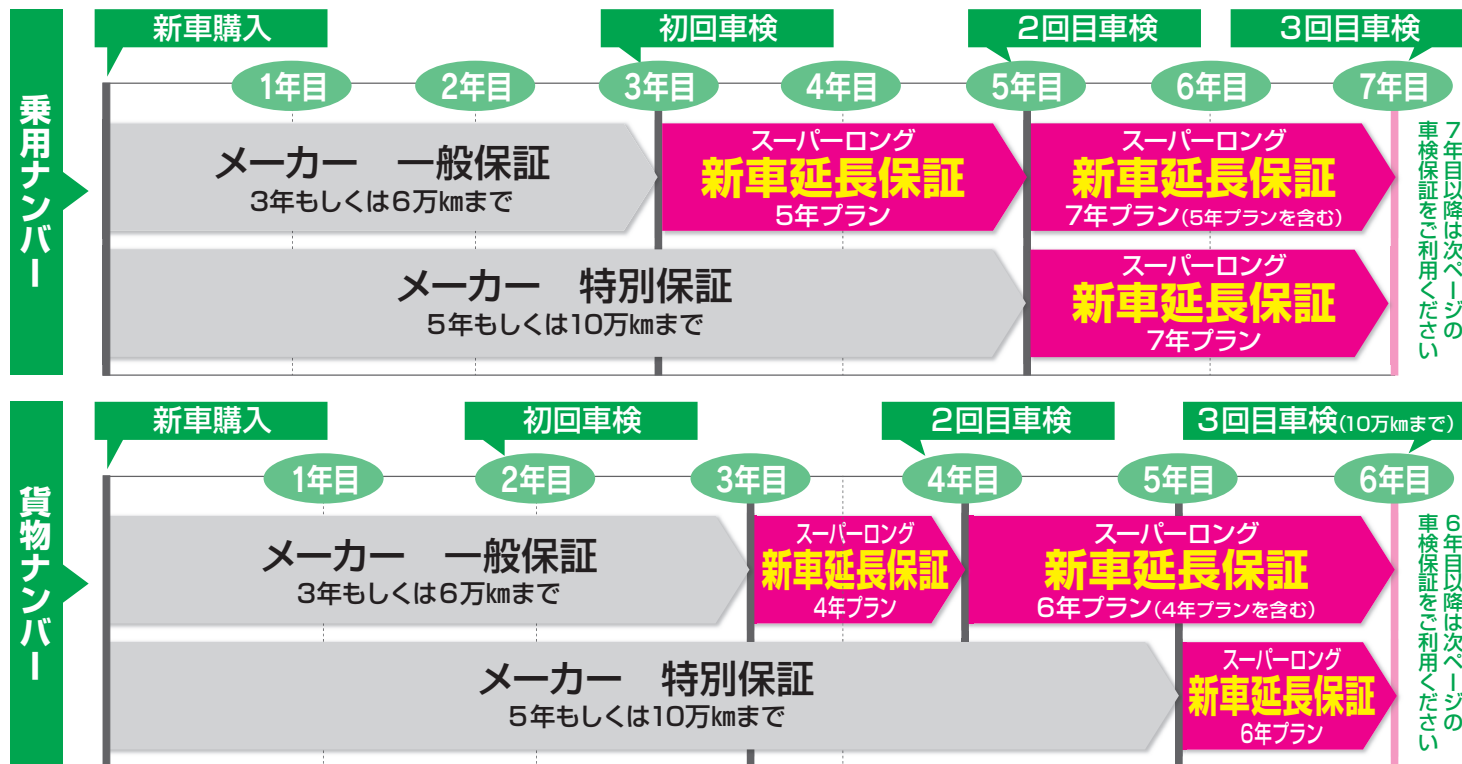 乗用ナンバー
新車購入
初回車検
2回目車検
3回目車検
1年目
2年目
3年目
4年目
5年目
6年目
7年目
メーカー 一般保証
3年もしくは6万㎞まで
スーパーロング
新車延長保証
5年プラン
スーパーロング
新車延長保証
7年プラン(5年プランを含む)
メーカー 特別保証
5年もしくは10万㎞まで
スーパーロング
新車延長保証
7年プラン
7年目以降は次ページの
車検保証をご利用ください
貨物ナンバー
新車購入
初回車検
2回目車検
3回目車検(10万㎞まで)
1年目
2年目
3年目
4年目
5年目
6年目
メーカー 一般保証
3年もしくは6万㎞まで
スーパーロング
新車延長保証
4年プラン
スーパーロング
新車延長保証
6年プラン(4年プランを含む)
メーカー 特別保証
5年もしくは10万㎞まで
スーパーロング
新車延長保証
6年プラン
6年目以降は次ページの
車検保証をご利用ください